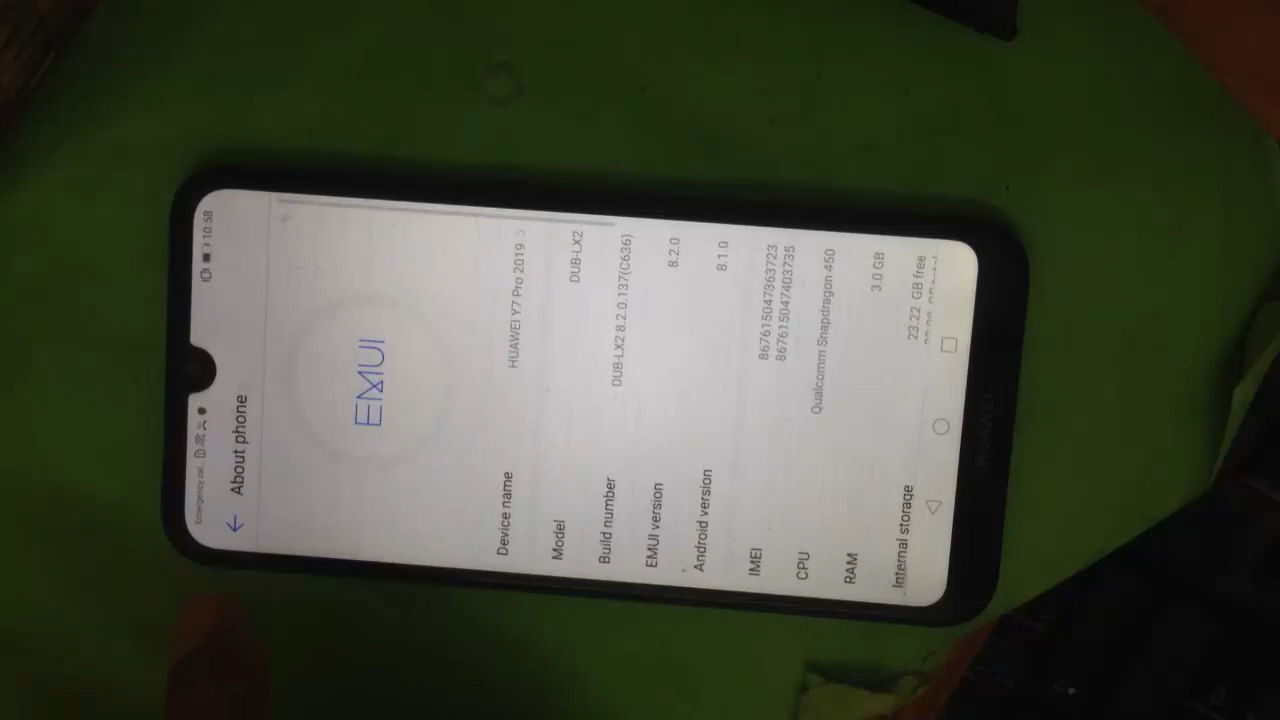 10:58
About phone
EMUI
Device name HUAWEI Y7 Pro 2019
Model DUB-LX2
Build number DUB-LX2 8.2.0.137(C636)
EMUI version 8.2.0
Android version 8.1.0
IMEI 867615047363723
867615047403735
CPU Qualcomm Snapdragon 450
RAM 3.0 GB
Internal storage 23.22 GB free
HUAWEI